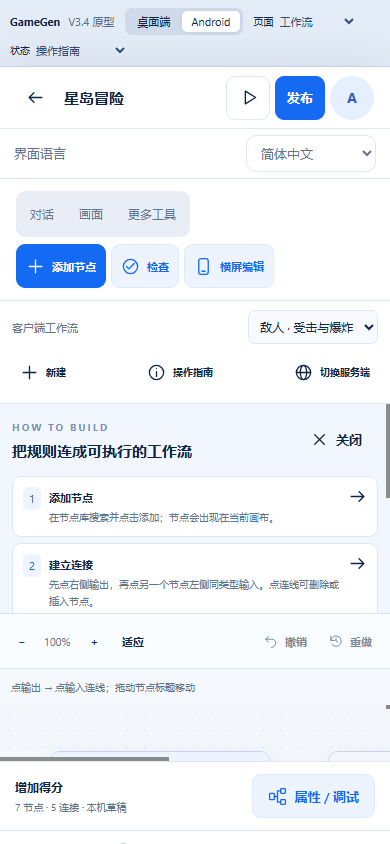 GameGen V3.4 原型 桌面端 Android 页面 工作流
状态 操作指南
星岛冒险 发布 A
界面语言 简体中文
对话 画面 更多工具
添加节点 检查 横屏编辑
客户端工作流 敌人 · 受击与爆炸
新建 操作指南 切换服务端
HOW TO BUILD
把规则连成可执行的工作流 关闭
1 添加节点
在节点库搜索并点击添加；节点会出现在当前画布。
2 建立连接
先点右侧输出，再点另一个节点左侧同类型输入。点连线可删除或
插入节点。
− 100% + 适应 撤销 重做
点输出 → 点输入连线；拖动节点标题移动
增加得分
7 节点 · 5 连接 · 本机草稿 属性 / 调试